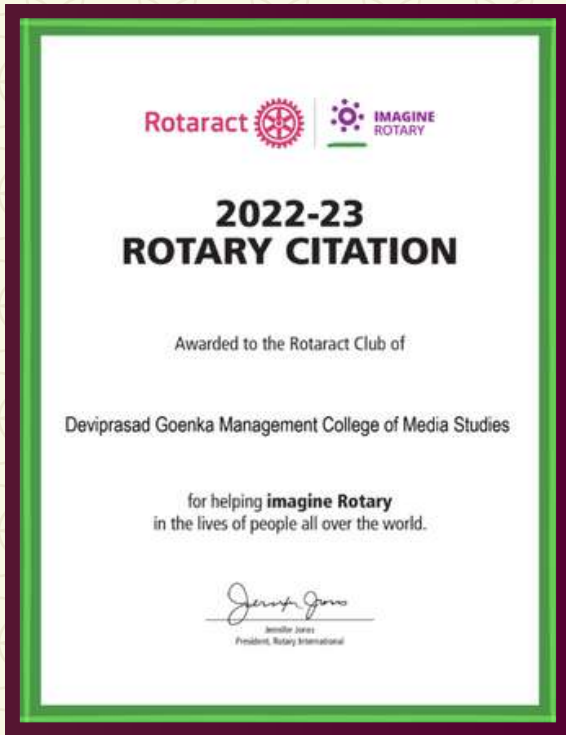 Rotaract
IMAGINE
ROTARY
2022-23
ROTARY CITATION
Awarded to the Rotaract Club of
Deviprasad Goenka Management College of Media Studies
for helping imagine Rotary
in the lives of people all over the world.
Jennifer Jones
Jennifer Jones
President, Rotary International